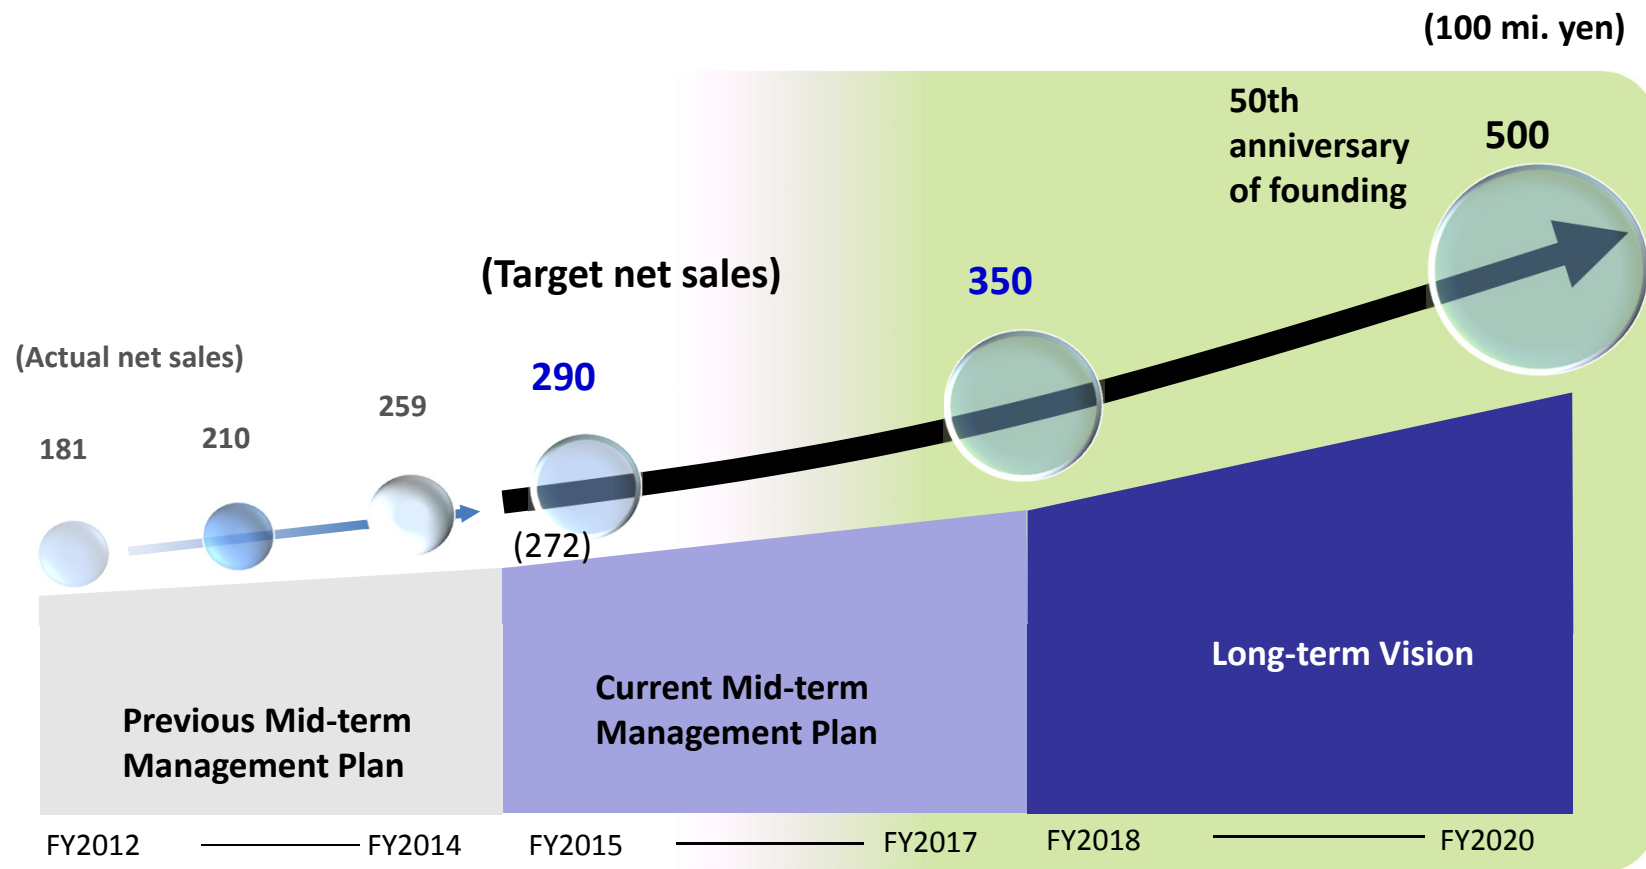 (100 mi. yen)
50th
anniversary
of founding
500
(Target net sales)
350
(Actual net sales)
290
259
210
181
(272)
Long-term Vision
Current Mid-term
Management Plan
Previous Mid-term
Management Plan
FY2012
FY2014
FY2015
FY2017
FY2018
FY2020